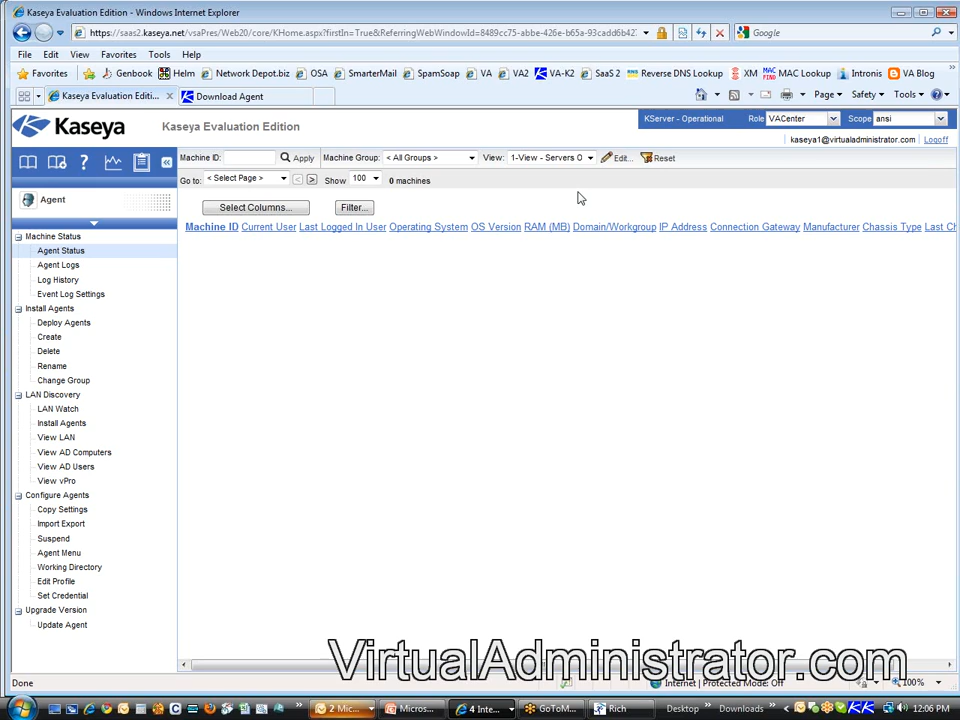 Kaseya Evaluation Edition - Windows Internet Explorer
https://saas2.kaseya.net/vsaPres/Web20/core/KHome.aspx?firstIn=True&ReferringWebWindowId=8489cc75-abbe-426e-b65a-93cadd6b427
Google
File Edit View Favorites Tools Help
Favorites Genbook Helm Network Depot.biz OSA SmarterMail SpamSoap VA VA2 VA-K2 SaaS 2 Reverse DNS Lookup XM MAC Lookup Intronis VA Blog
Kaseya Evaluation Editi... Download Agent Page Safety Tools
Kaseya Kaseya Evaluation Edition KServer - Operational Role VACenter Scope ansi
kaseya1@virtualadministrator.com Logoff
Machine ID: Apply Machine Group: < All Groups > View: 1-View - Servers O Edit... Reset
Go to: < Select Page > < > Show 100 0 machines
Agent
Select Columns... Filter...
Machine ID Current User Last Logged In User Operating System OS Version RAM (MB) Domain/Workgroup IP Address Connection Gateway Manufacturer Chassis Type Last Ch
Machine Status
Agent Status
Agent Logs
Log History
Event Log Settings
Install Agents
Deploy Agents
Create
Delete
Rename
Change Group
LAN Discovery
LAN Watch
Install Agents
View LAN
View AD Computers
View AD Users
View vPro
Configure Agents
Copy Settings
Import Export
Suspend
Agent Menu
Working Directory
Edit Profile
Set Credential
Upgrade Version
Update Agent
VirtualAdministrator.com
Done Internet | Protected Mode: Off 100%
2 Mic... Micros... 4 Inte... GoToM... Rich Desktop Downloads 12:06 PM